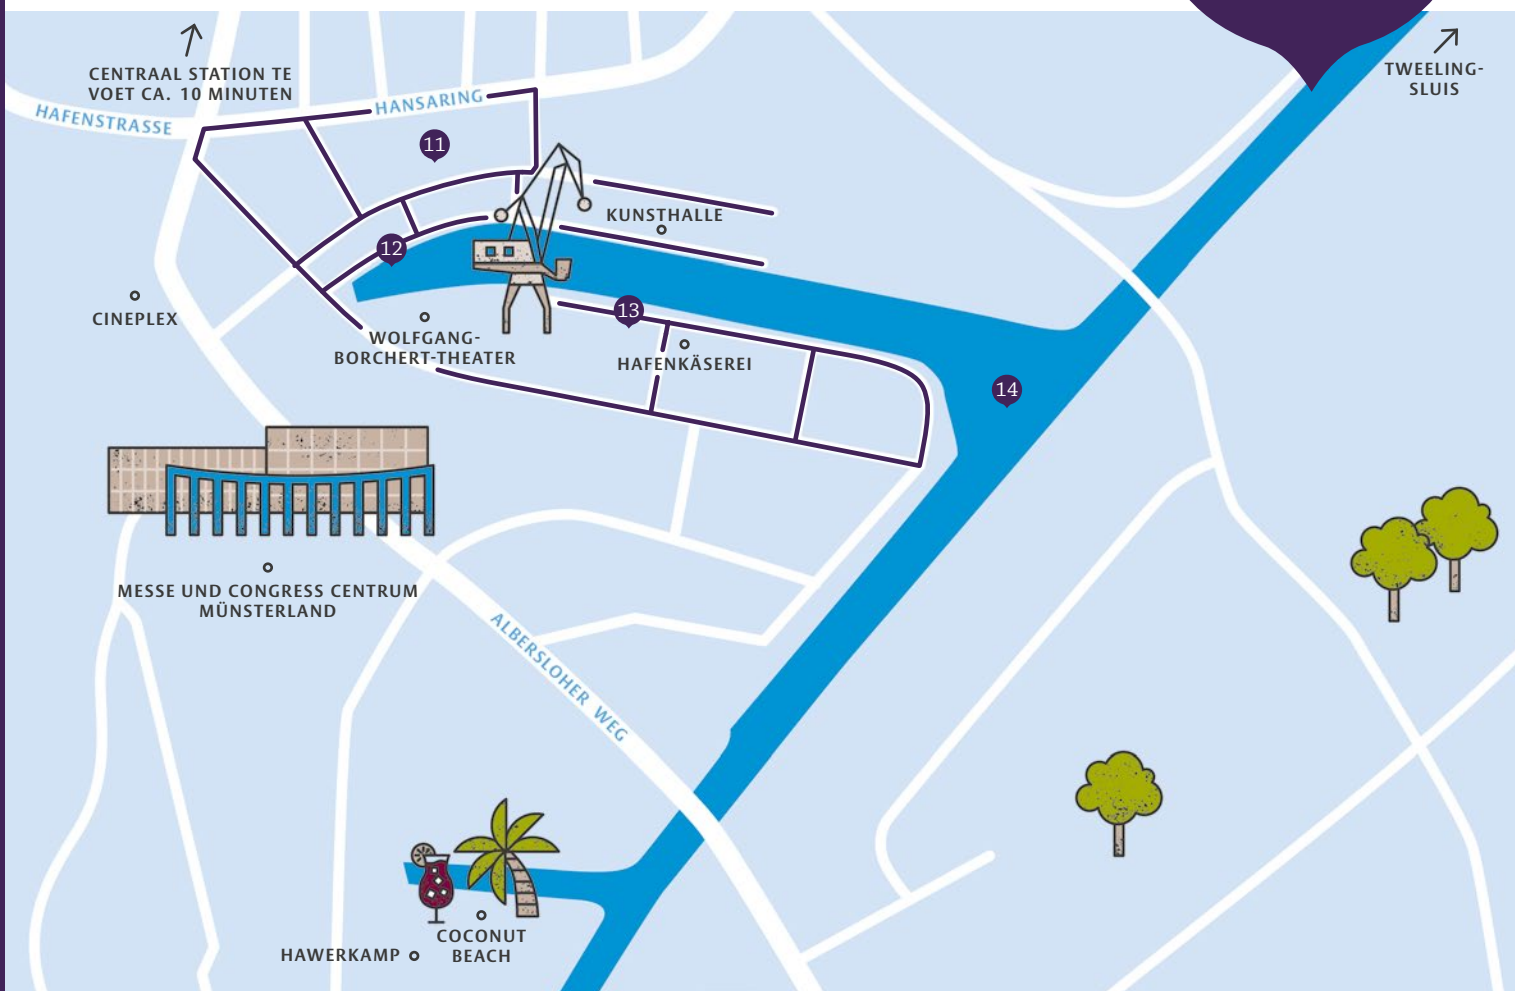 CENTRAAL STATION TE
VOET CA. 10 MINUTEN
TWEELING-
SLUIS
HAFENSTRASSE
HANSARING
11
KUNSTHALLE
12
CINEPLEX
13
WOLFGANG-
BORCHERT-THEATER
HAFENKÄSEREI
14
MESSE UND CONGRESS CENTRUM
MÜNSTERLAND
ALBERSLOHER WEG
COCONUT
BEACH
HAWERKAMP